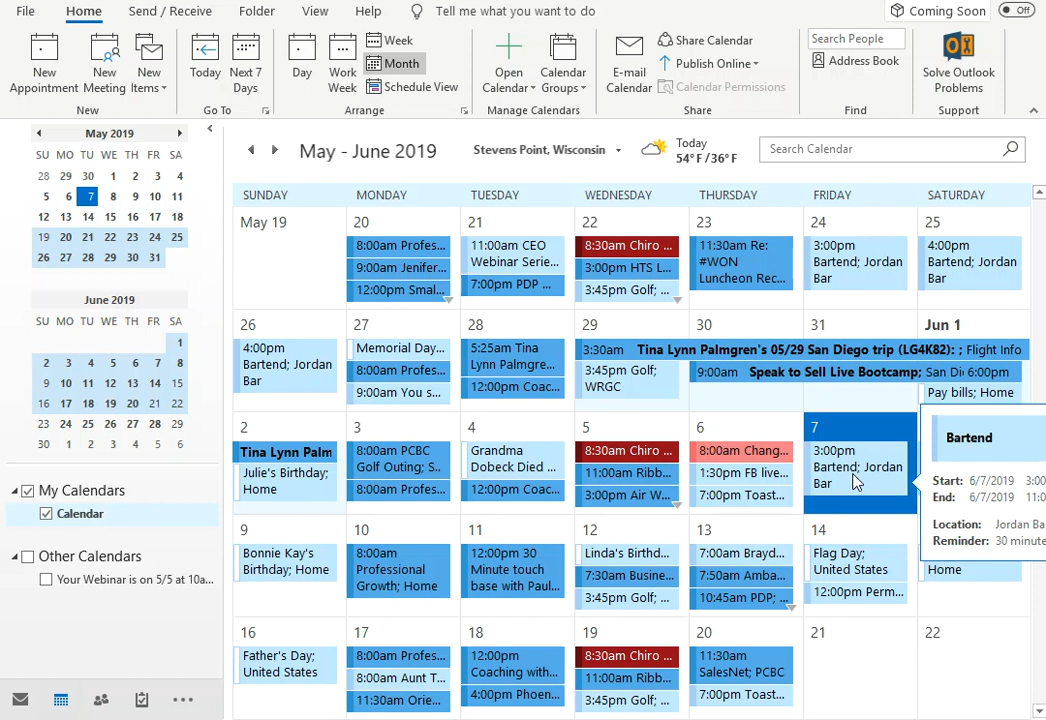 File Home Send / Receive Folder View Help Tell me what you want to do Coming Soon Off
New Appointment
New Meeting
New Items
New
Today
Next 7 Days
Go To
Day
Work Week
Week
Month
Schedule View
Arrange
Open Calendar
Calendar Groups
Manage Calendars
E-mail Calendar
Share Calendar
Publish Online
Calendar Permissions
Share
Search People
Address Book
Find
Solve Outlook Problems
Support
May 2019
SU MO TU WE TH FR SA
28 29 30 1 2 3 4
5 6 7 8 9 10 11
12 13 14 15 16 17 18
19 20 21 22 23 24 25
26 27 28 29 30 31
June 2019
SU MO TU WE TH FR SA
1
2 3 4 5 6 7 8
9 10 11 12 13 14 15
16 17 18 19 20 21 22
23 24 25 26 27 28 29
30 1 2 3 4 5 6
My Calendars
Calendar
Other Calendars
Your Webinar is on 5/5 at 10a...
May - June 2019
Stevens Point, Wisconsin
Today
54°F/36°F
Search Calendar
SUNDAY MONDAY TUESDAY WEDNESDAY THURSDAY FRIDAY SATURDAY
May 19
20
8:00am Profes...
9:00am Jenifer...
12:00pm Smal...
21
11:00am CEO
Webinar Serie...
7:00pm PDP ...
22
8:30am Chiro ...
3:00pm HTS L...
3:45pm Golf; ...
23
11:30am Re:
#WON
Luncheon Rec...
24
3:00pm
Bartend; Jordan
Bar
25
4:00pm
Bartend; Jordan
Bar
26
4:00pm
Bartend; Jordan
Bar
27
Memorial Day...
8:00am Profes...
9:00am You s...
28
5:25am Tina
Lynn Palmgre...
12:00pm Coac...
29
3:30am Tina Lynn Palmgren's 05/29 San Diego trip (LG4K82): ; Flight Info
3:45pm Golf;
WRGC
30
9:00am Speak to Sell Live Bootcamp; San Di 6:00pm
31
Jun 1
Pay bills; Home
2
Tina Lynn Palm
Julie's Birthday;
Home
3
8:00am PCBC
Golf Outing; S...
8:00am Profes...
4
Grandma
Dobeck Died ...
12:00pm Coac...
5
8:30am Chiro ...
11:00am Ribb...
3:00pm Air W...
6
8:00am Chang...
1:30pm FB live...
7:00pm Toast...
7
3:00pm
Bartend; Jordan
Bar
Bartend
Start: 6/7/2019 3:00
End: 6/7/2019 11:0
Location: Jordan Ba
Reminder: 30 minute
9
Bonnie Kay's
Birthday; Home
10
8:00am
Professional
Growth; Home
11
12:00pm 30
Minute touch
base with Paul...
12
Linda's Birthd...
7:30am Busine...
3:45pm Golf; ...
13
7:00am Brayd...
7:50am Amba...
10:45am PDP; ...
14
Flag Day;
United States
12:00pm Perm...
Home
16
Father's Day;
United States
17
8:00am Profes...
8:00am Aunt T...
11:30am Orie...
18
12:00pm
Coaching with...
4:00pm Phoen...
19
8:30am Chiro ...
11:00am Ribb...
3:45pm Golf; ...
20
11:30am
SalesNet; PCBC
7:00pm Toast...
21
22